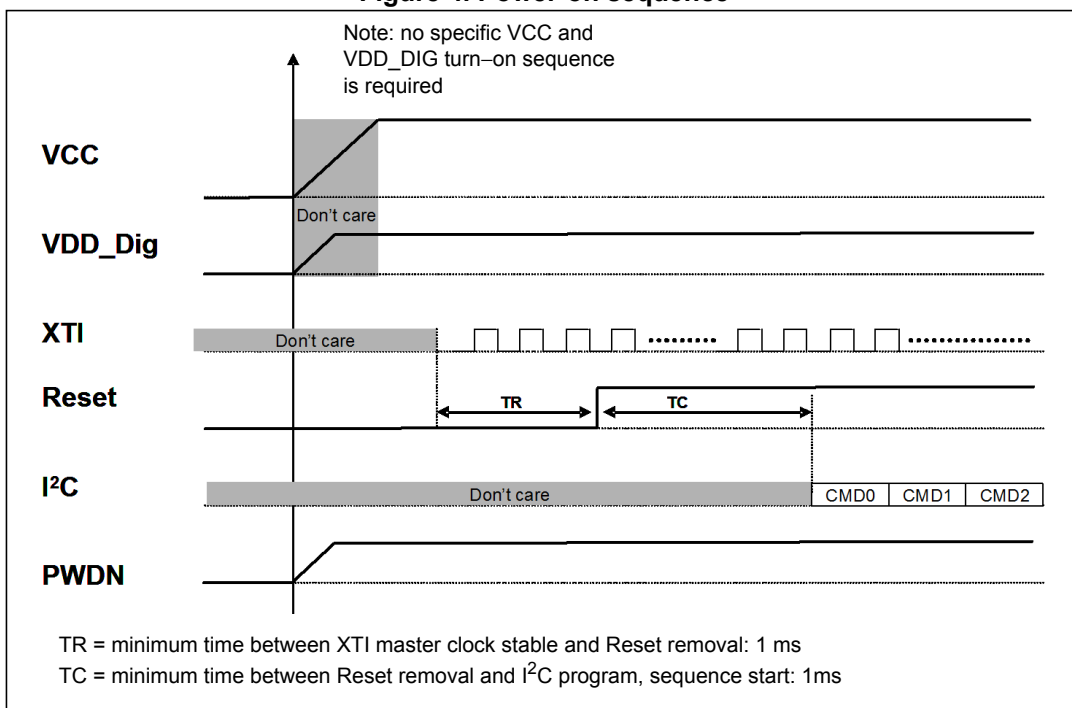 Note: no specific VCC and
VDD_DIG turn–on sequence
is required
VCC
Don't care
VDD_Dig
XTI
Don't care
Reset
TR
TC
I²C
Don't care
CMD0
CMD1
CMD2
PWDN
TR = minimum time between XTI master clock stable and Reset removal: 1 ms
TC = minimum time between Reset removal and I²C program, sequence start: 1ms